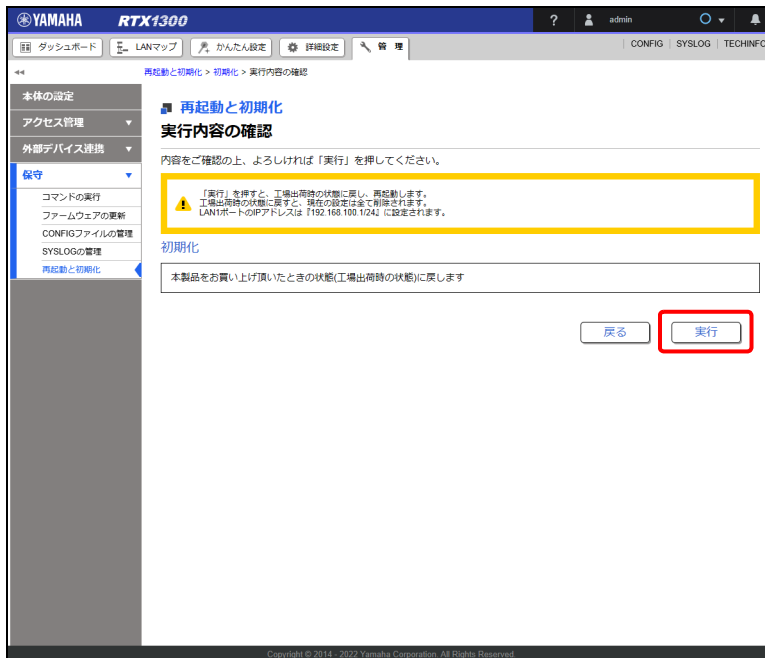 YAMAHA RTX1300
? admin
ダッシュボード LANマップ かんたん設定 詳細設定 管 理 CONFIG SYSLOG TECHINFO
再起動と初期化 > 初期化 > 実行内容の確認
本体の設定
アクセス管理
外部デバイス連携
保守
コマンドの実行
ファームウェアの更新
CONFIGファイルの管理
SYSLOGの管理
再起動と初期化
再起動と初期化
実行内容の確認
内容をご確認の上、よろしければ「実行」を押してください。
「実行」を押すと、工場出荷時の状態に戻し、再起動します。
工場出荷時の状態に戻すと、現在の設定は全て削除されます。
LAN1ポートのIPアドレスは『192.168.100.1/24』に設定されます。
初期化
本製品をお買い上げ頂いたときの状態(工場出荷時の状態)に戻します
戻る 実行
Copyright © 2014 - 2022 Yamaha Corporation. All Rights Reserved.